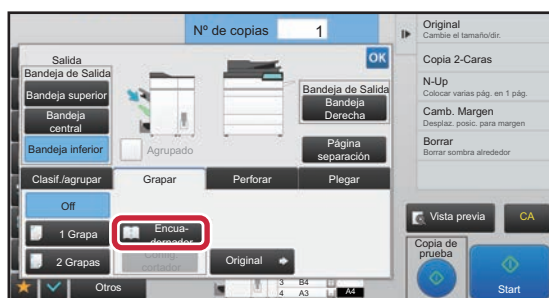 Nº de copias 1
Salida
Bandeja de Salida
Bandeja superior
Bandeja
central
Bandeja inferior
Agrupado
OK
Bandeja de Salida
Bandeja
Derecha
Página
separación
Clasif./agrupar
Grapar
Perforar
Plegar
Off
1 Grapa
2 Grapas
Encua-
dernador
Config.
cortador
Original
Otros
3 B4
4 A3
A4
Original
Cambie el tamaño/dir.
Copia 2-Caras
N-Up
Colocar varias pág. en 1 pág.
Camb. Margen
Desplaz. posic. para margen
Borrar
Borrar sombra alrededor
Vista previa
CA
Copia de
prueba
Start